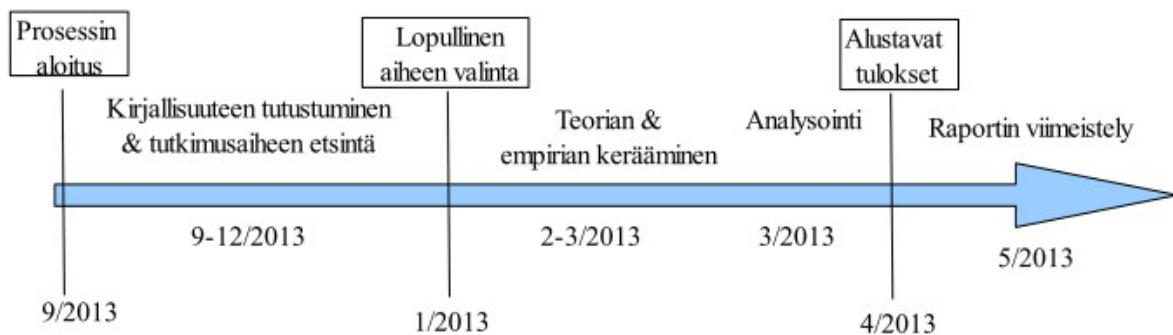 Prosessin
aloitus
Lopullinen
aiheen valinta
Alustavat
tulokset
Kirjallisuuteen tutustuminen
& tutkimusaiheen etsintä
Teorian &
empirian kerääminen
Analysointi
Raportin viimeistely
9-12/2013
2-3/2013
3/2013
5/2013
9/2013
1/2013
4/2013